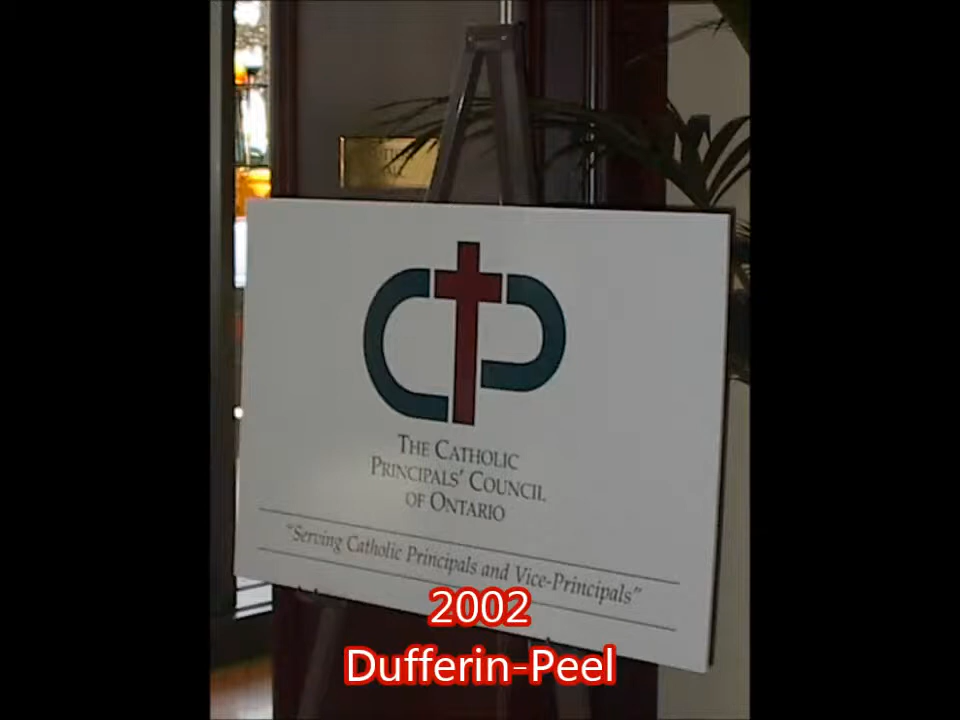 THE CATHOLIC
PRINCIPALS' COUNCIL
OF ONTARIO
"Serving Catholic Principals and Vice-Principals"
2002
Dufferin-Peel